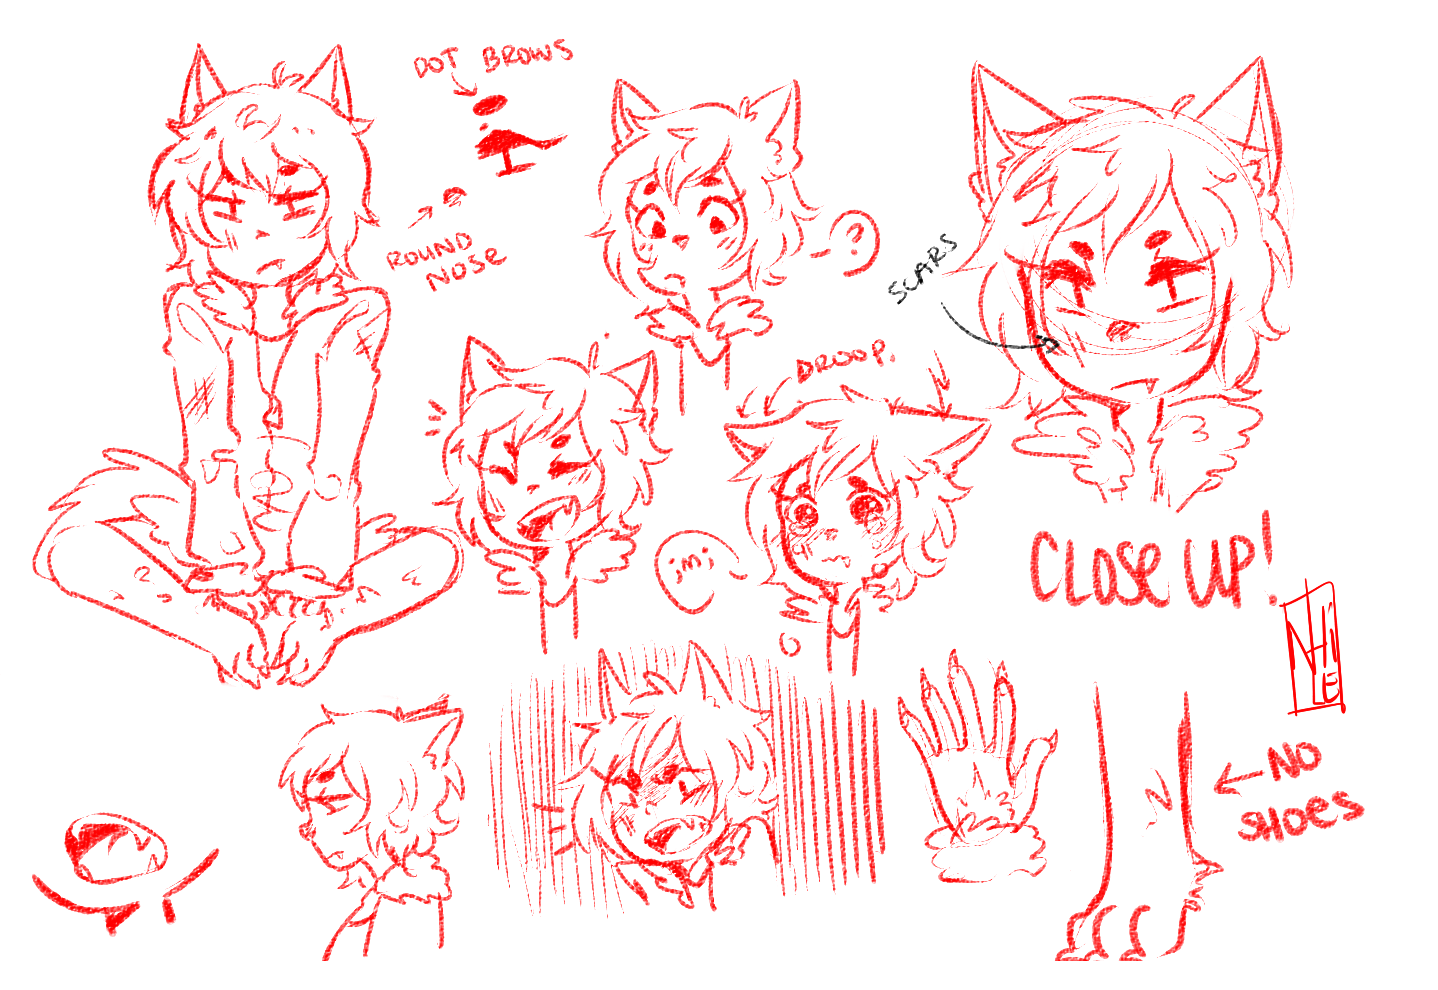 DOT BROWS
ROUND
NOSE
?
SCARS
DROOP.
;m;
CLOSE UP!
NO
SHOES